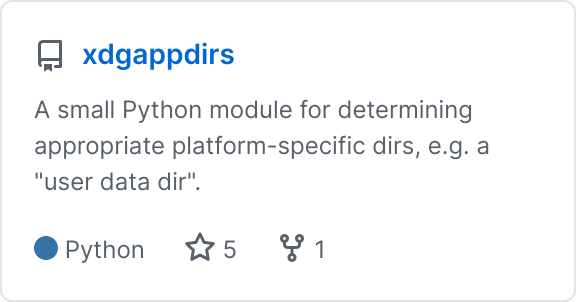 xdgappdirs
A small Python module for determining
appropriate platform-specific dirs, e.g. a
"user data dir".
Python 5 1